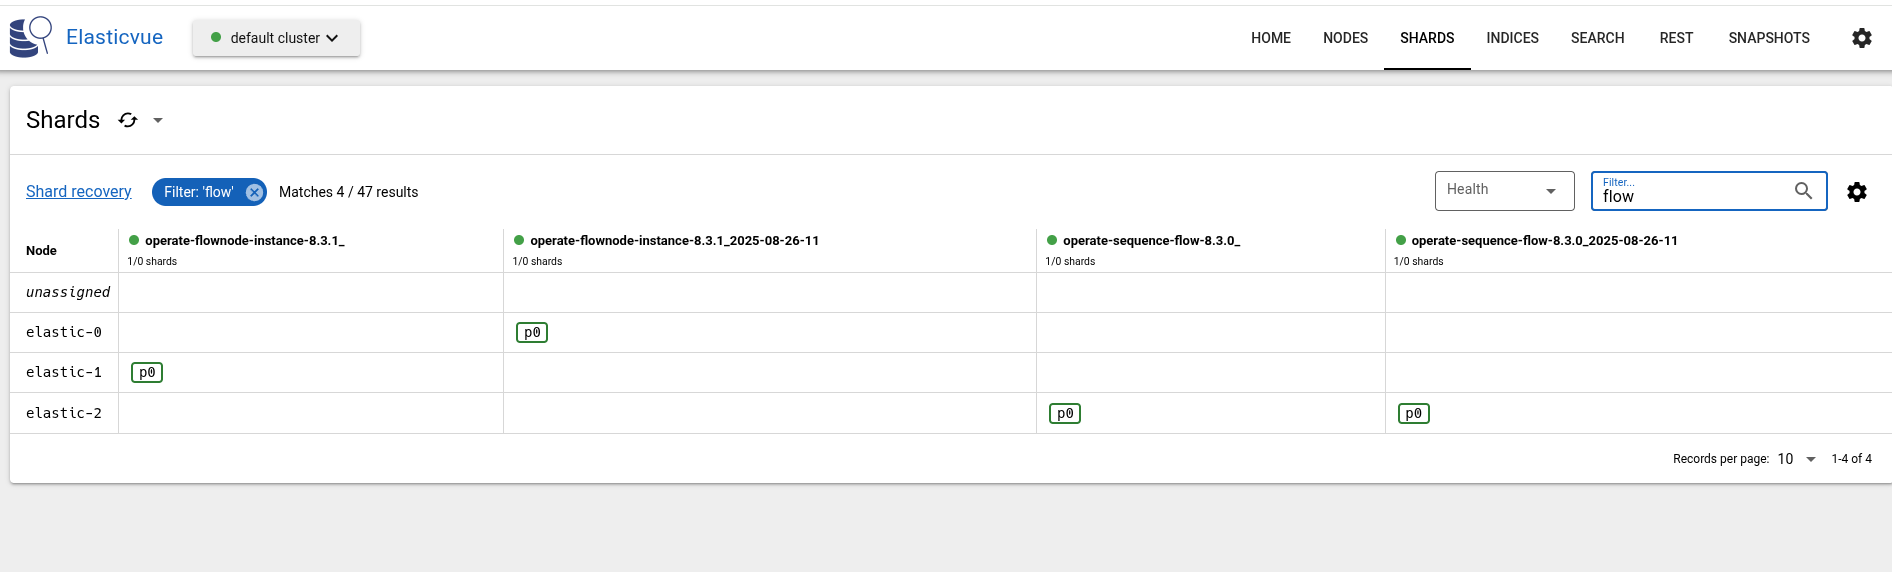 Elasticvue default cluster HOME NODES SHARDS INDICES SEARCH REST SNAPSHOTS
Shards
Shard recovery Filter: 'flow' Matches 4 / 47 results Health Filter... flow
Node operate-flownode-instance-8.3.1_ operate-flownode-instance-8.3.1_2025-08-26-11 operate-sequence-flow-8.3.0_ operate-sequence-flow-8.3.0_2025-08-26-11
1/0 shards 1/0 shards 1/0 shards 1/0 shards
unassigned
elastic-0 p0
elastic-1 p0
elastic-2 p0 p0
Records per page: 10 1-4 of 4